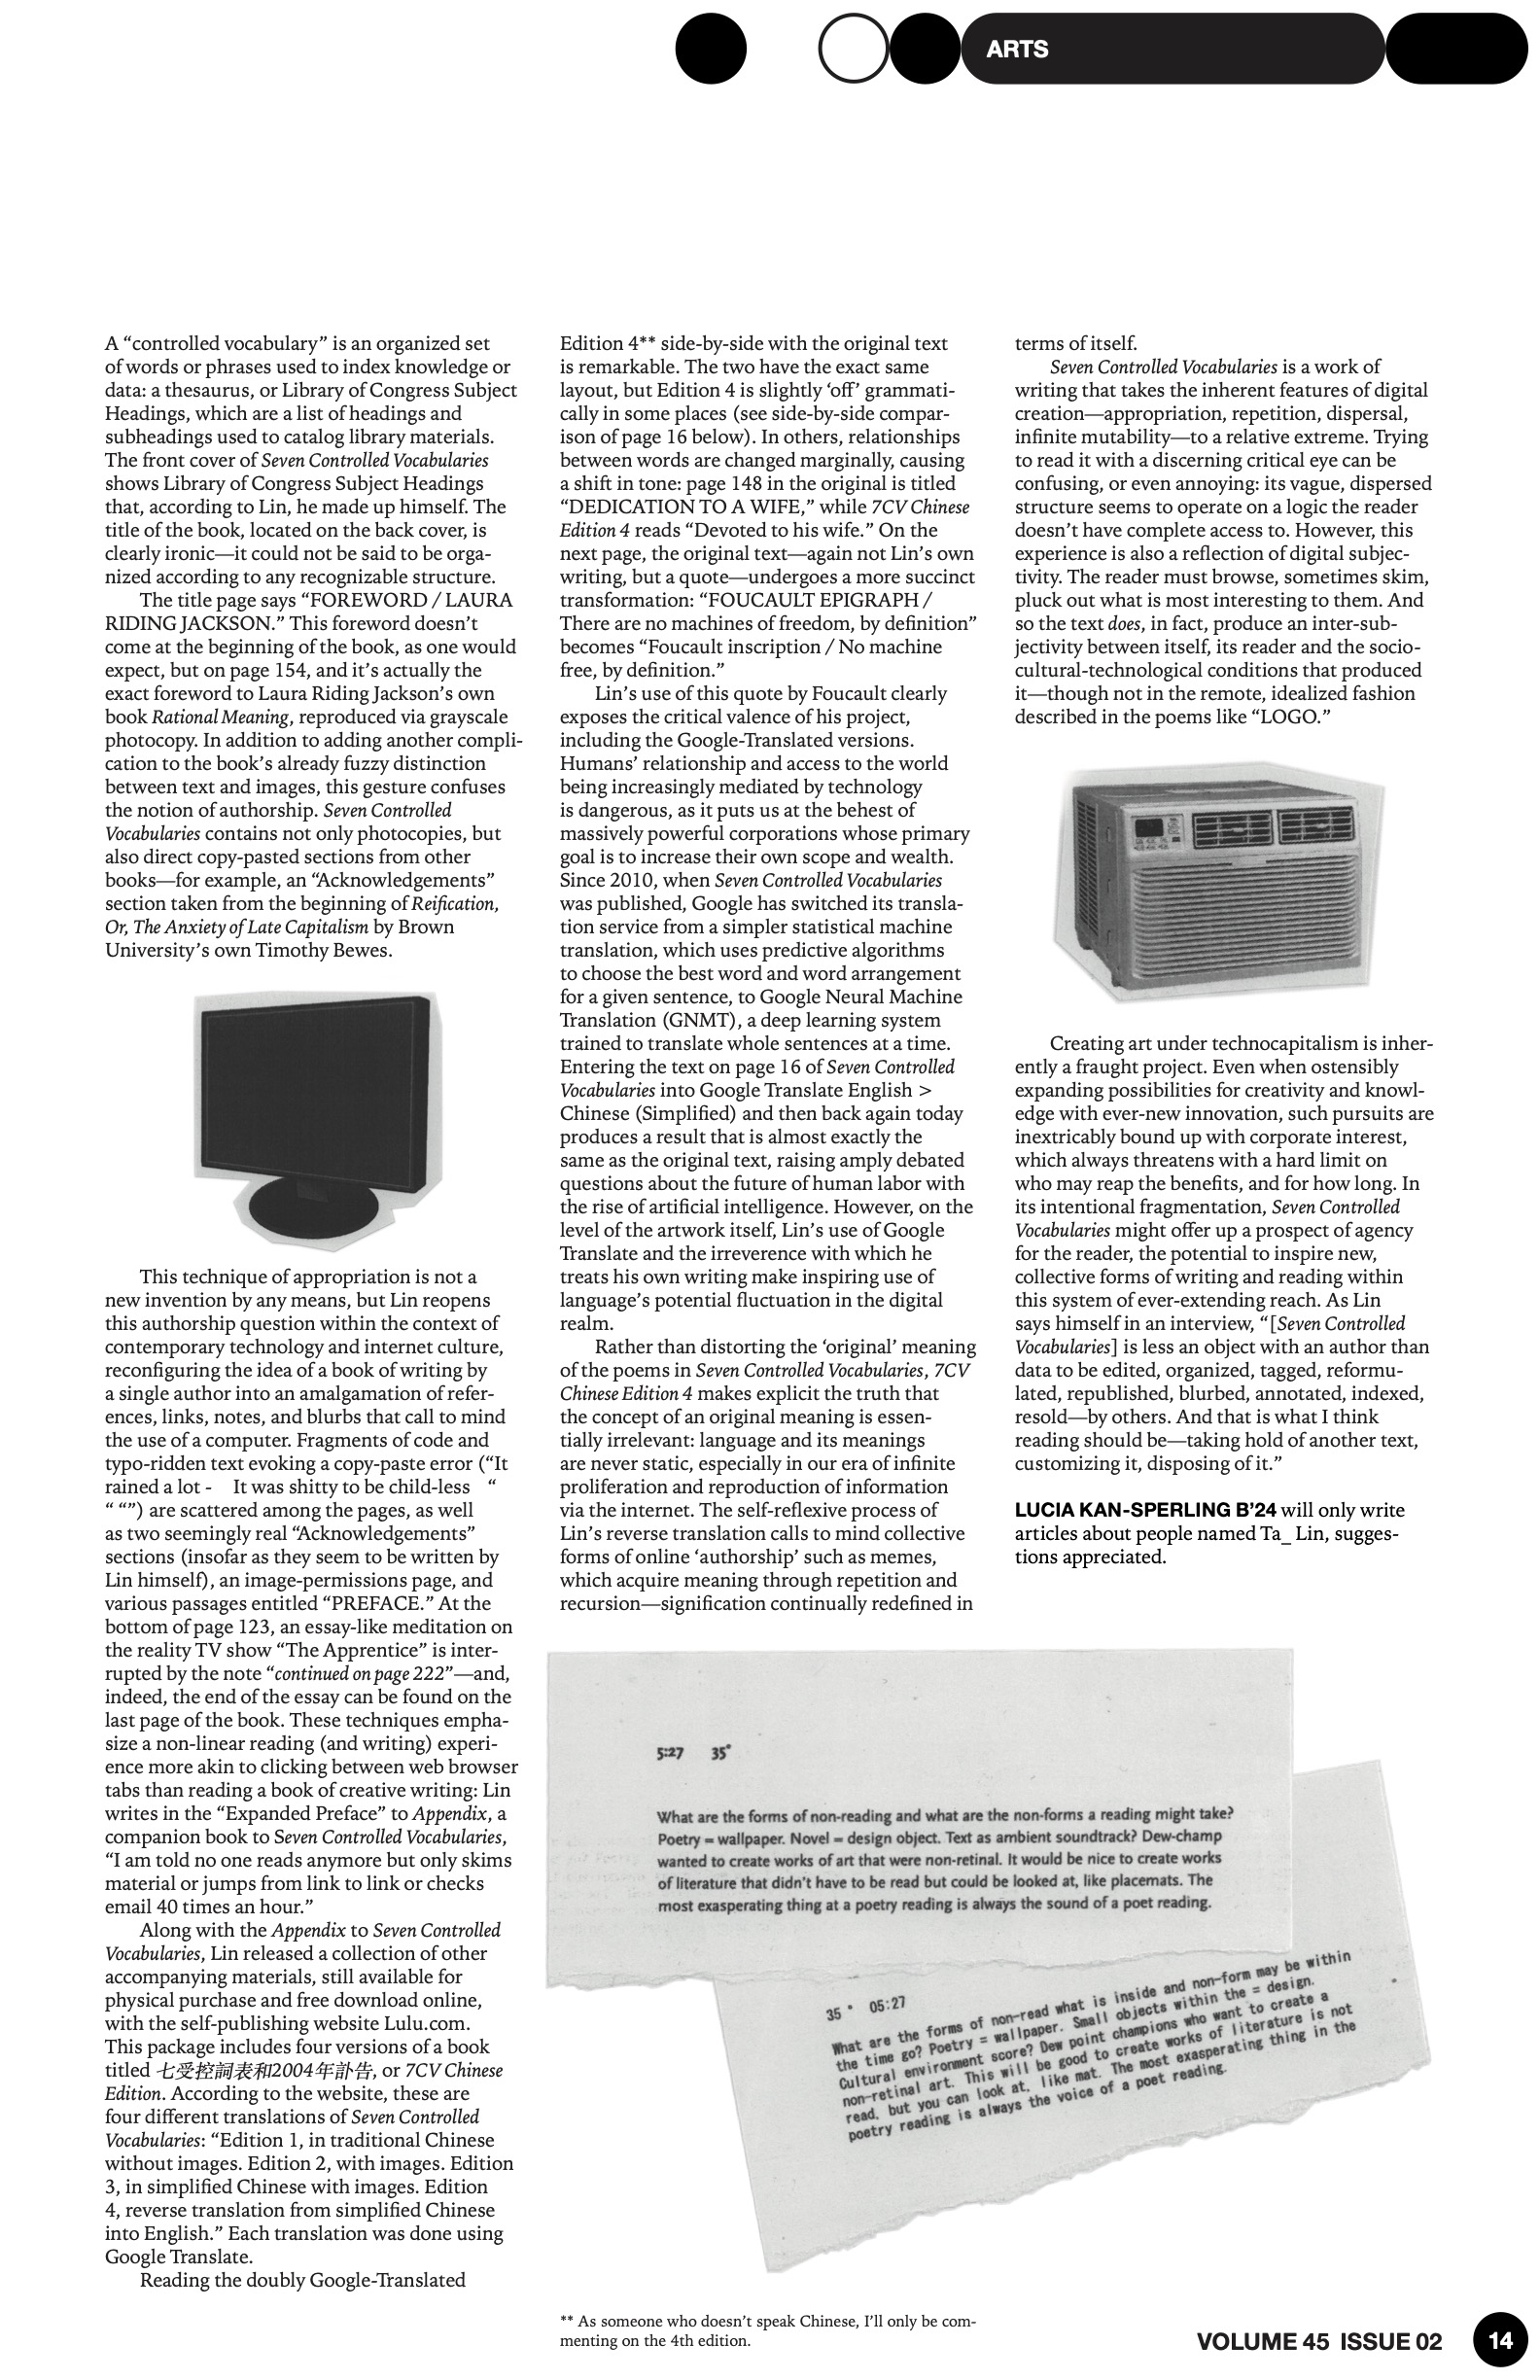 ARTS
A “controlled vocabulary” is an organized set
of words or phrases used to index knowledge or
data: a thesaurus, or Library of Congress Subject
Headings, which are a list of headings and
subheadings used to catalog library materials.
The front cover of Seven Controlled Vocabularies
shows Library of Congress Subject Headings
that, according to Lin, he made up himself. The
title of the book, located on the back cover, is
clearly ironic—it could not be said to be orga-
nized according to any recognizable structure.
The title page says “FOREWORD / LAURA
RIDING JACKSON.” This foreword doesn’t
come at the beginning of the book, as one would
expect, but on page 154, and it’s actually the
exact foreword to Laura Riding Jackson’s own
book Rational Meaning, reproduced via grayscale
photocopy. In addition to adding another compli-
cation to the book’s already fuzzy distinction
between text and images, this gesture confuses
the notion of authorship. Seven Controlled
Vocabularies contains not only photocopies, but
also direct copy-pasted sections from other
books—for example, an “Acknowledgements”
section taken from the beginning of Reification,
Or, The Anxiety of Late Capitalism by Brown
University’s own Timothy Bewes.
This technique of appropriation is not a
new invention by any means, but Lin reopens
this authorship question within the context of
contemporary technology and internet culture,
reconfiguring the idea of a book of writing by
a single author into an amalgamation of refer-
ences, links, notes, and blurbs that call to mind
the use of a computer. Fragments of code and
typo-ridden text evoking a copy-paste error (“It
rained a lot - It was shitty to be child-less “
“ “”) are scattered among the pages, as well
as two seemingly real “Acknowledgements”
sections (insofar as they seem to be written by
Lin himself), an image-permissions page, and
various passages entitled “PREFACE.” At the
bottom of page 123, an essay-like meditation on
the reality TV show “The Apprentice” is inter-
rupted by the note “continued on page 222”—and,
indeed, the end of the essay can be found on the
last page of the book. These techniques empha-
size a non-linear reading (and writing) experi-
ence more akin to clicking between web browser
tabs than reading a book of creative writing: Lin
writes in the “Expanded Preface” to Appendix, a
companion book to Seven Controlled Vocabularies,
“I am told no one reads anymore but only skims
material or jumps from link to link or checks
email 40 times an hour.”
Along with the Appendix to Seven Controlled
Vocabularies, Lin released a collection of other
accompanying materials, still available for
physical purchase and free download online,
with the self-publishing website Lulu.com.
This package includes four versions of a book
titled 七受控詞表和2004年訃告, or 7CV Chinese
Edition. According to the website, these are
four different translations of Seven Controlled
Vocabularies: “Edition 1, in traditional Chinese
without images. Edition 2, with images. Edition
3, in simplified Chinese with images. Edition
4, reverse translation from simplified Chinese
into English.” Each translation was done using
Google Translate.
Reading the doubly Google-Translated
Edition 4** side-by-side with the original text
is remarkable. The two have the exact same
layout, but Edition 4 is slightly ‘off’ grammati-
cally in some places (see side-by-side compar-
ison of page 16 below). In others, relationships
between words are changed marginally, causing
a shift in tone: page 148 in the original is titled
“DEDICATION TO A WIFE,” while 7CV Chinese
Edition 4 reads “Devoted to his wife.” On the
next page, the original text—again not Lin’s own
writing, but a quote—undergoes a more succinct
transformation: “FOUCAULT EPIGRAPH /
There are no machines of freedom, by definition”
becomes “Foucault inscription / No machine
free, by definition.”
Lin’s use of this quote by Foucault clearly
exposes the critical valence of his project,
including the Google-Translated versions.
Humans’ relationship and access to the world
being increasingly mediated by technology
is dangerous, as it puts us at the behest of
massively powerful corporations whose primary
goal is to increase their own scope and wealth.
Since 2010, when Seven Controlled Vocabularies
was published, Google has switched its transla-
tion service from a simpler statistical machine
translation, which uses predictive algorithms
to choose the best word and word arrangement
for a given sentence, to Google Neural Machine
Translation (GNMT), a deep learning system
trained to translate whole sentences at a time.
Entering the text on page 16 of Seven Controlled
Vocabularies into Google Translate English >
Chinese (Simplified) and then back again today
produces a result that is almost exactly the
same as the original text, raising amply debated
questions about the future of human labor with
the rise of artificial intelligence. However, on the
level of the artwork itself, Lin’s use of Google
Translate and the irreverence with which he
treats his own writing make inspiring use of
language’s potential fluctuation in the digital
realm.
Rather than distorting the ‘original’ meaning
of the poems in Seven Controlled Vocabularies, 7CV
Chinese Edition 4 makes explicit the truth that
the concept of an original meaning is essen-
tially irrelevant: language and its meanings
are never static, especially in our era of infinite
proliferation and reproduction of information
via the internet. The self-reflexive process of
Lin’s reverse translation calls to mind collective
forms of online ‘authorship’ such as memes,
which acquire meaning through repetition and
recursion—signification continually redefined in
terms of itself.
Seven Controlled Vocabularies is a work of
writing that takes the inherent features of digital
creation—appropriation, repetition, dispersal,
infinite mutability—to a relative extreme. Trying
to read it with a discerning critical eye can be
confusing, or even annoying: its vague, dispersed
structure seems to operate on a logic the reader
doesn’t have complete access to. However, this
experience is also a reflection of digital subjec-
tivity. The reader must browse, sometimes skim,
pluck out what is most interesting to them. And
so the text does, in fact, produce an inter-sub-
jectivity between itself, its reader and the socio-
cultural-technological conditions that produced
it—though not in the remote, idealized fashion
described in the poems like “LOGO.”
Creating art under technocapitalism is inher-
ently a fraught project. Even when ostensibly
expanding possibilities for creativity and knowl-
edge with ever-new innovation, such pursuits are
inextricably bound up with corporate interest,
which always threatens with a hard limit on
who may reap the benefits, and for how long. In
its intentional fragmentation, Seven Controlled
Vocabularies might offer up a prospect of agency
for the reader, the potential to inspire new,
collective forms of writing and reading within
this system of ever-extending reach. As Lin
says himself in an interview, “[Seven Controlled
Vocabularies] is less an object with an author than
data to be edited, organized, tagged, reformu-
lated, republished, blurbed, annotated, indexed,
resold—by others. And that is what I think
reading should be—taking hold of another text,
customizing it, disposing of it.”
LUCIA KAN-SPERLING B’24 will only write
articles about people named Ta_ Lin, sugges-
tions appreciated.
5:27 35°
What are the forms of non-reading and what are the non-forms a reading might take?
Poetry = wallpaper. Novel = design object. Text as ambient soundtrack? Dew-champ
wanted to create works of art that were non-retinal. It would be nice to create works
of literature that didn’t have to be read but could be looked at, like placemats. The
most exasperating thing at a poetry reading is always the sound of a poet reading.
35 ° 05:27
What are the forms of non-read what is inside and non-form may be within
the time go? Poetry = wallpaper. Small objects within the = design.
Cultural environment score? Dew point champions who want to create a
non-retinal art. This will be good to create works of literature is not
read, but you can look at, like mat. The most exasperating thing in the
poetry reading is always the voice of a poet reading.
** As someone who doesn’t speak Chinese, I’ll only be com-
menting on the 4th edition.
VOLUME 45 ISSUE 02
14